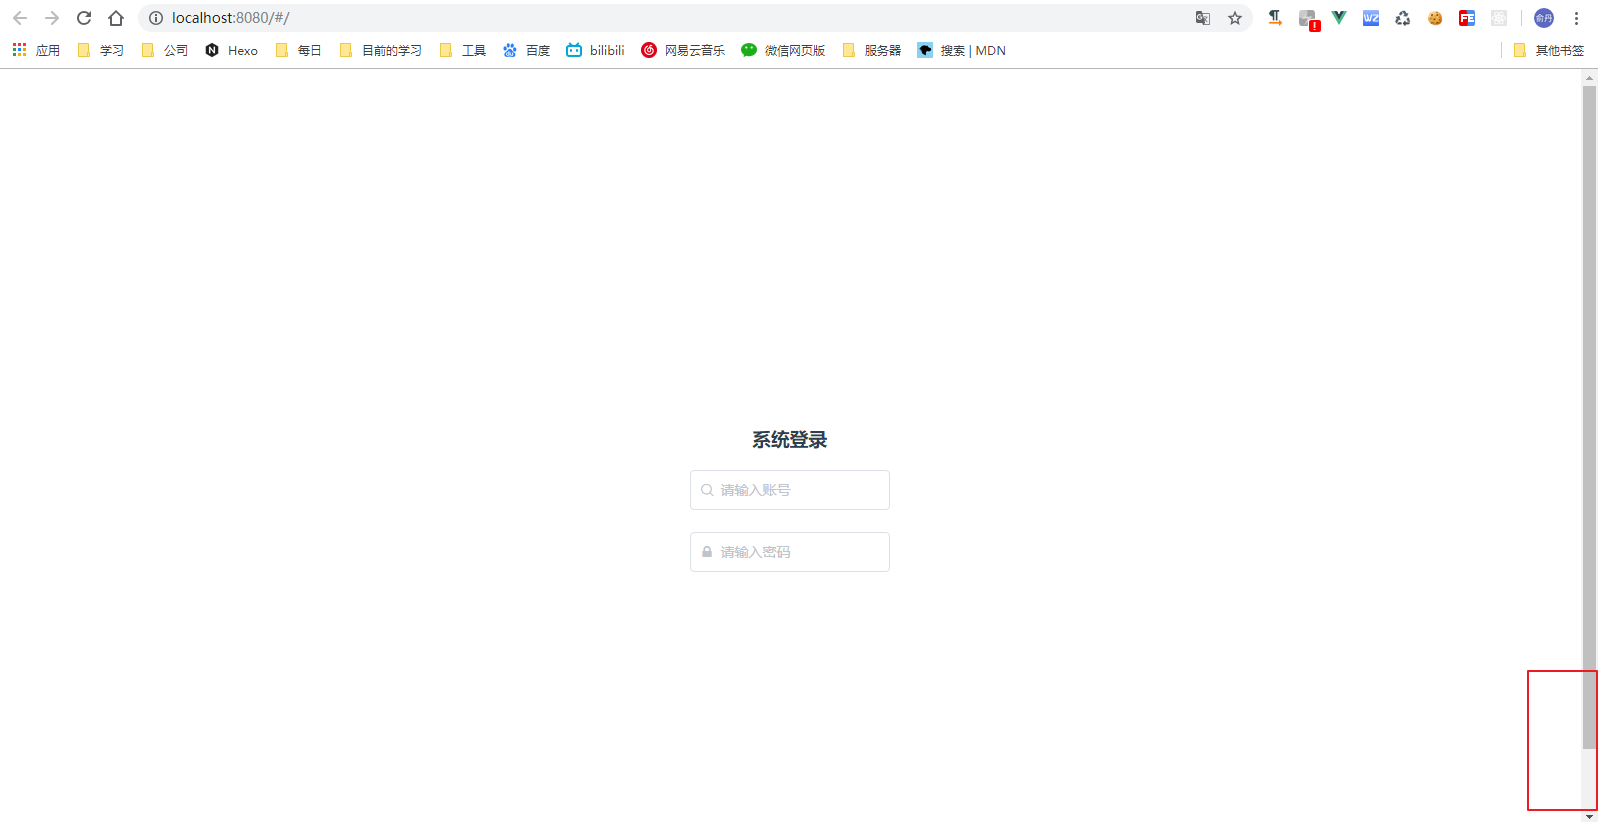 localhost:8080/#/
应用 学习 公司 Hexo 每日 目前的学习 工具 百度 bilibili 网易云音乐 微信网页版 服务器 搜索 | MDN 其他书签
系统登录
请输入账号
请输入密码